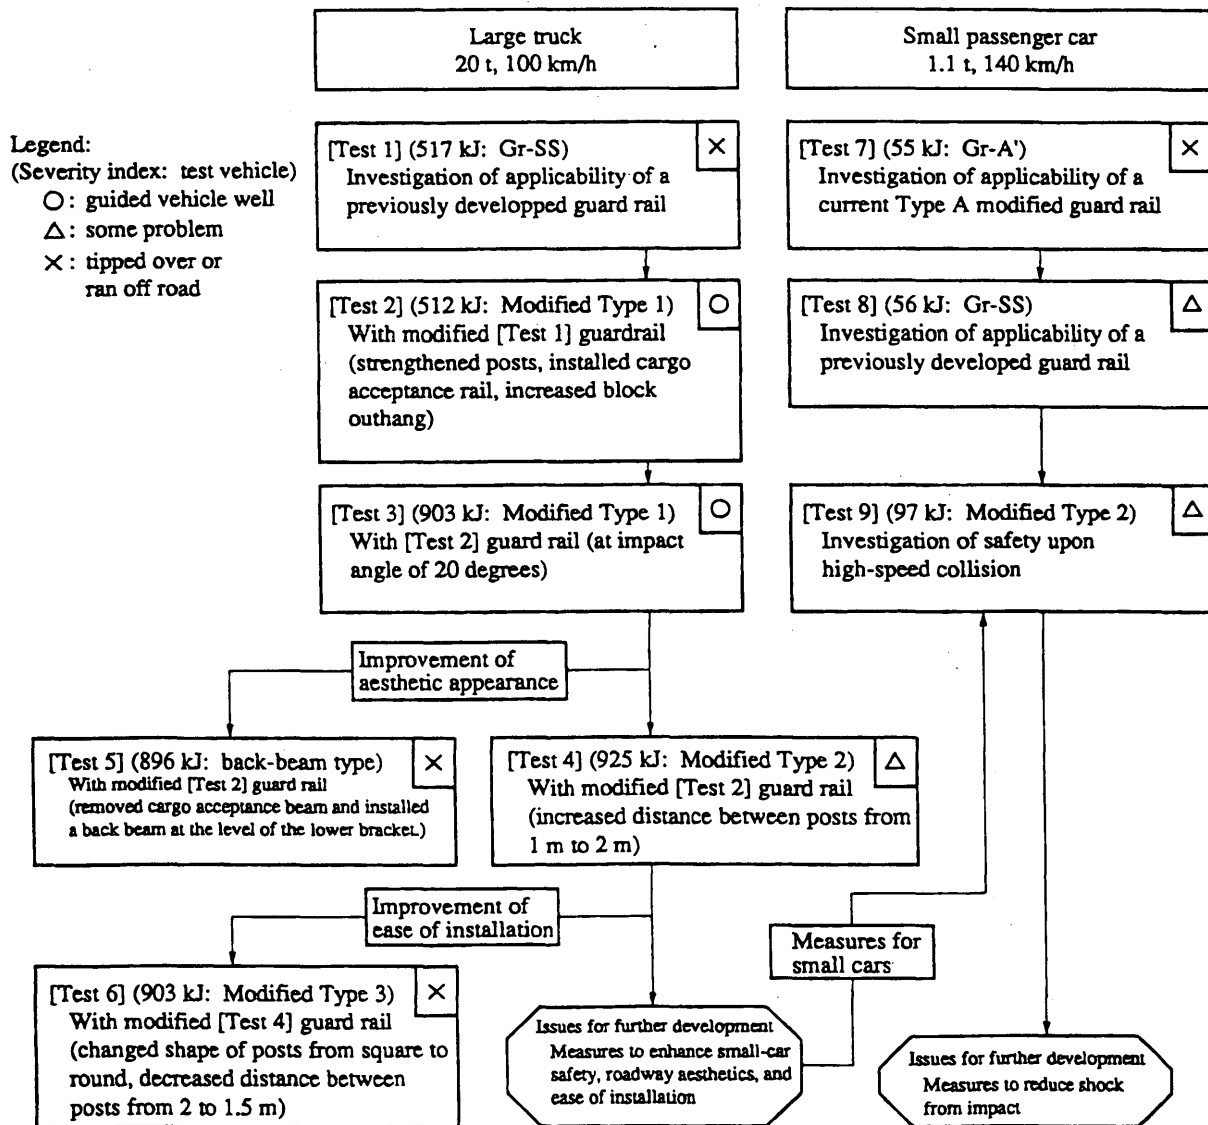 Large truck
20 t, 100 km/h
Small passenger car
1.1 t, 140 km/h
Legend:
(Severity index: test vehicle)
○ : guided vehicle well
△ : some problem
× : tipped over or
ran off road
[Test 1] (517 kJ: Gr-SS)
×
Investigation of applicability of a
previously developped guard rail
[Test 7] (55 kJ: Gr-A')
×
Investigation of applicability of a
current Type A modified guard rail
[Test 2] (512 kJ: Modified Type 1)
○
With modified [Test 1] guardrail
(strengthened posts, installed cargo
acceptance rail, increased block
outhang)
[Test 8] (56 kJ: Gr-SS)
△
Investigation of applicability of a
previously developed guard rail
[Test 3] (903 kJ: Modified Type 1)
○
With [Test 2] guard rail (at impact
angle of 20 degrees)
[Test 9] (97 kJ: Modified Type 2)
△
Investigation of safety upon
high-speed collision
Improvement of
aesthetic appearance
[Test 5] (896 kJ: back-beam type)
×
With modified [Test 2] guard rail
(removed cargo acceptance beam and installed
a back beam at the level of the lower bracket.)
[Test 4] (925 kJ: Modified Type 2)
△
With modified [Test 2] guard rail
(increased distance between posts from
1 m to 2 m)
Improvement of
ease of installation
Measures for
small cars
[Test 6] (903 kJ: Modified Type 3)
×
With modified [Test 4] guard rail
(changed shape of posts from square to
round, decreased distance between
posts from 2 to 1.5 m)
Issues for further development
Measures to enhance small-car
safety, roadway aesthetics, and
ease of installation
Issues for further development
Measures to reduce shock
from impact